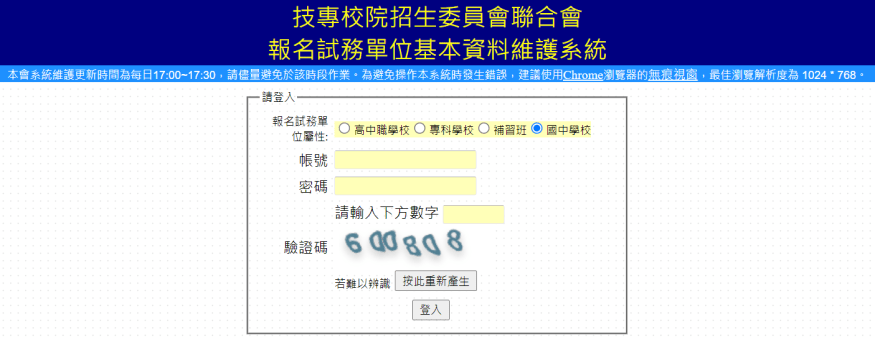 技專校院招生委員會聯合會
報名試務單位基本資料維護系統
本會系統維護更新時間為每日17:00~17:30，請儘量避免於該時段作業。為避免操作本系統時發生錯誤，建議使用Chrome瀏覽器的無痕視窗，最佳瀏覽解析度為 1024 * 768。
請登入
報名試務單
位屬性:
高中職學校 專科學校 補習班 國中學校
帳號
密碼
請輸入下方數字
驗證碼
若難以辨識 按此重新產生
登入